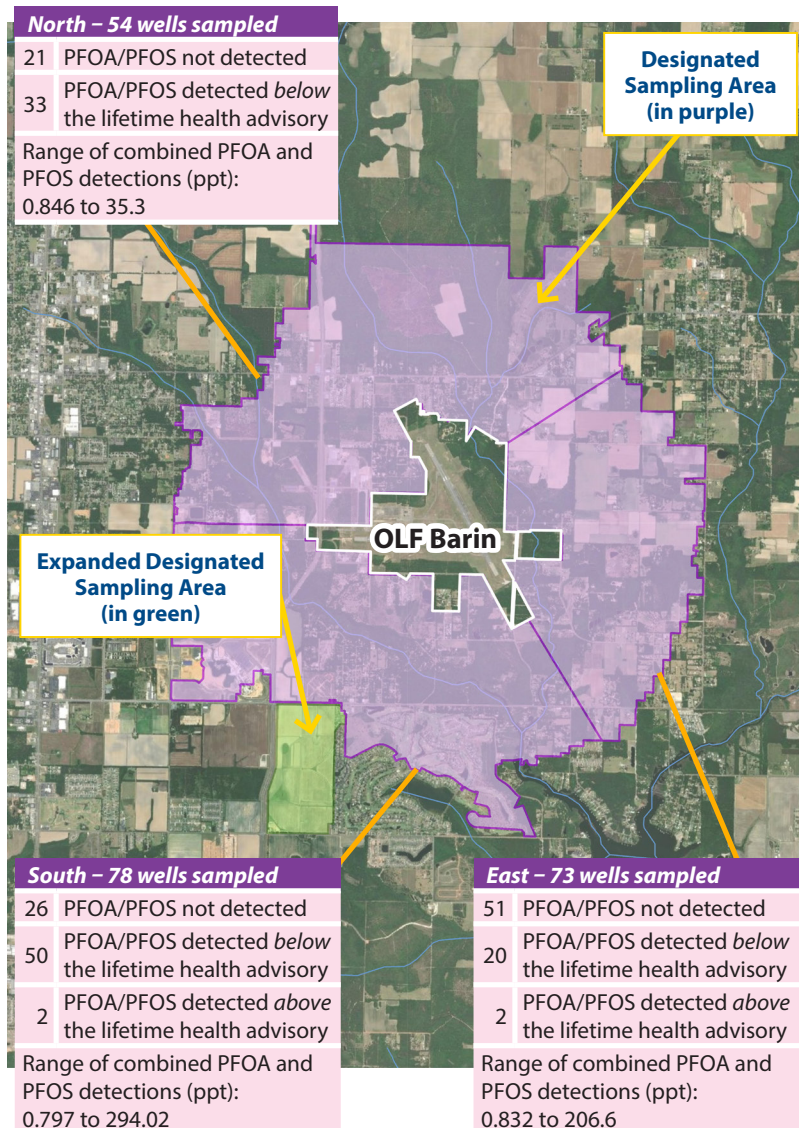 North – 54 wells sampled
21 PFOA/PFOS not detected
33 PFOA/PFOS detected below
the lifetime health advisory
Range of combined PFOA and
PFOS detections (ppt):
0.846 to 35.3
Designated
Sampling Area
(in purple)
OLF Barin
Expanded Designated
Sampling Area
(in green)
South – 78 wells sampled
26 PFOA/PFOS not detected
50 PFOA/PFOS detected below
the lifetime health advisory
2 PFOA/PFOS detected above
the lifetime health advisory
Range of combined PFOA and
PFOS detections (ppt):
0.797 to 294.02
East – 73 wells sampled
51 PFOA/PFOS not detected
20 PFOA/PFOS detected below
the lifetime health advisory
2 PFOA/PFOS detected above
the lifetime health advisory
Range of combined PFOA and
PFOS detections (ppt):
0.832 to 206.6